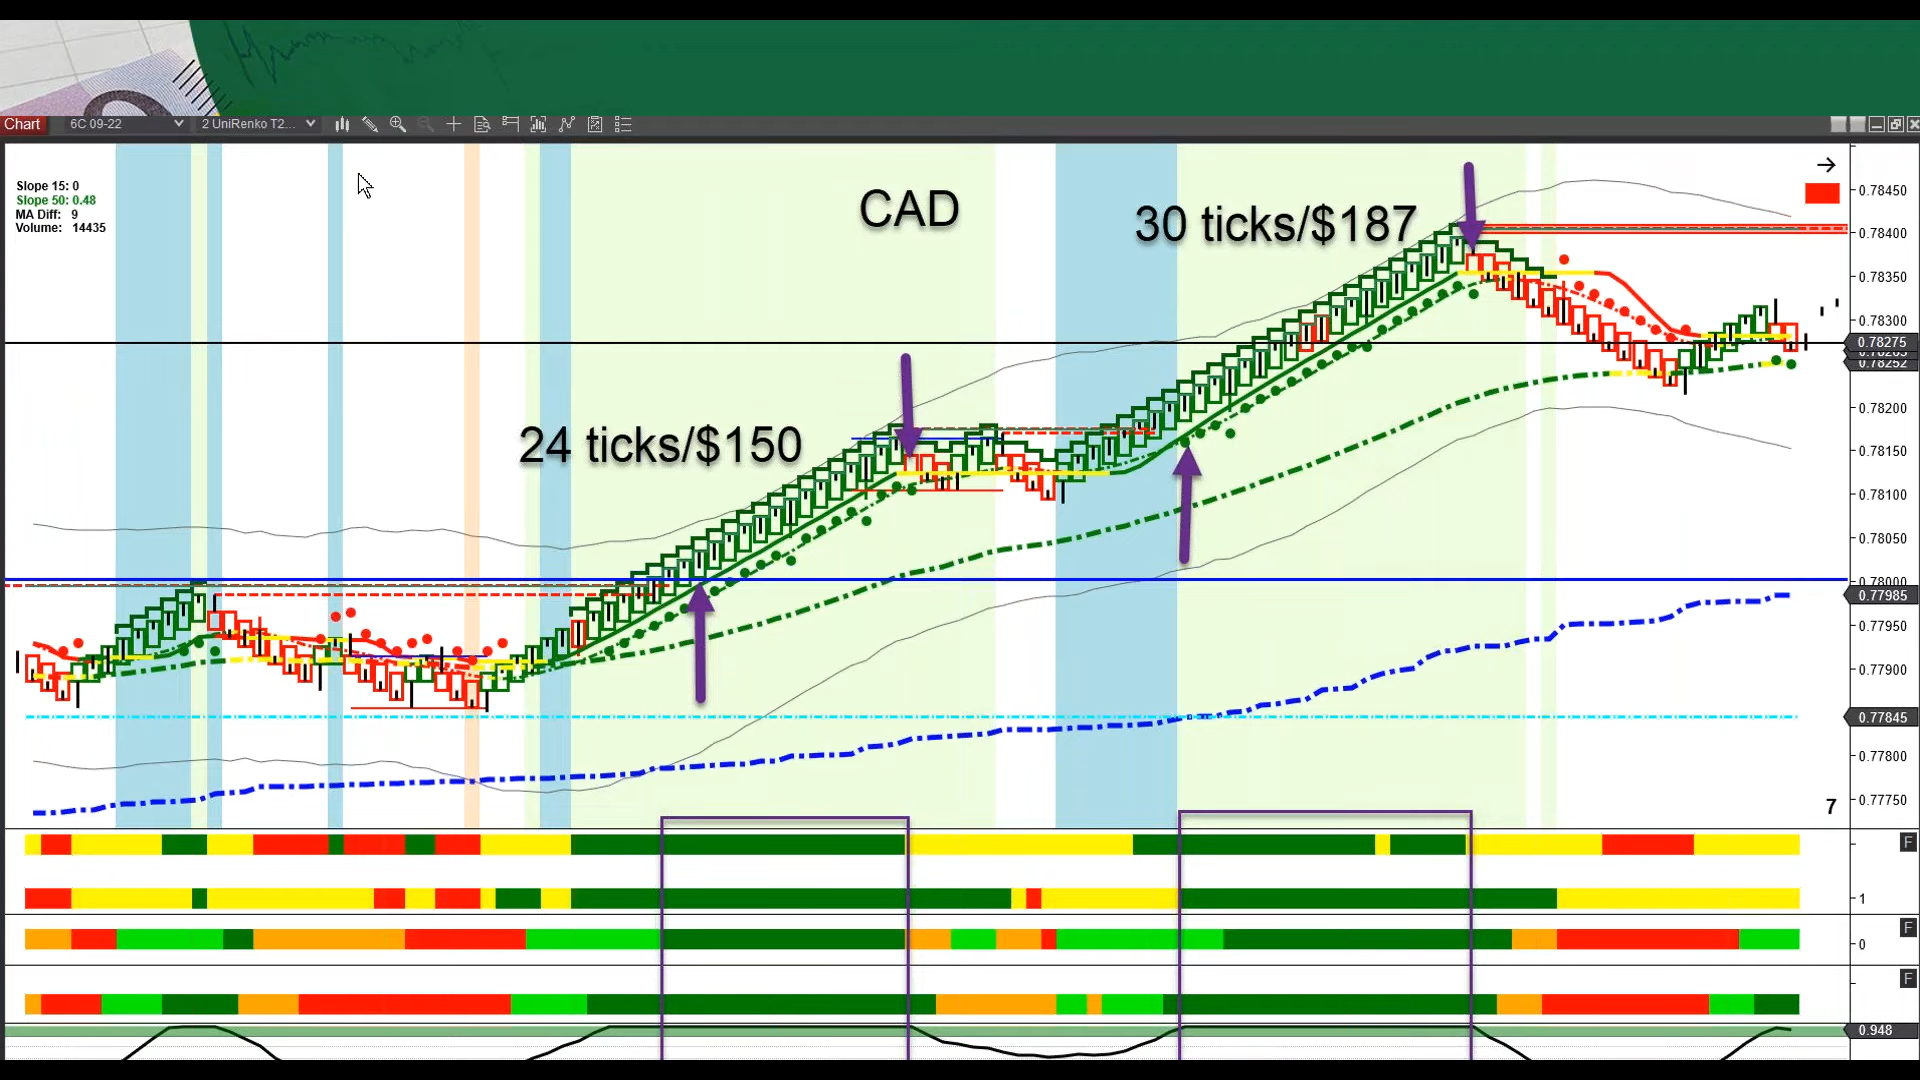 Chart
6C 09-22
2 UniRenko T2...
Slope 15: 0
Slope 50: 0.48
MA Diff: 9
Volume: 14435
CAD
30 ticks/$187
24 ticks/$150
0.78450
0.78400
0.78350
0.78300
0.78275
0.78252
0.78200
0.78150
0.78100
0.78050
0.78000
0.77985
0.77950
0.77900
0.77845
0.77800
0.77750
7
F
1
F
0
F
0.948